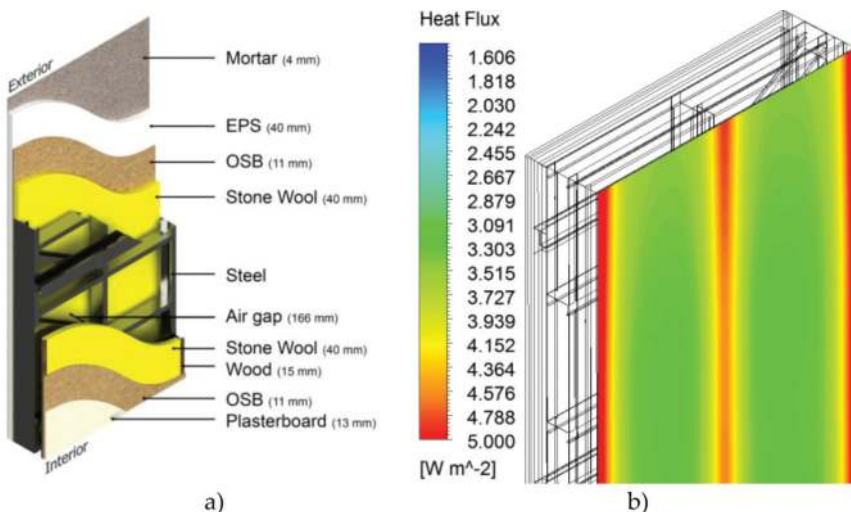 Exterior
Mortar (4 mm)
EPS (40 mm)
OSB (11 mm)
Stone Wool (40 mm)
Steel
Air gap (166 mm)
Stone Wool (40 mm)
Wood (15 mm)
OSB (11 mm)
Plasterboard (13 mm)
Interior
a)
Heat Flux
1.606
1.818
2.030
2.242
2.455
2.667
2.879
3.091
3.303
3.515
3.727
3.939
4.152
4.364
4.576
4.788
5.000
[W m^-2]
b)